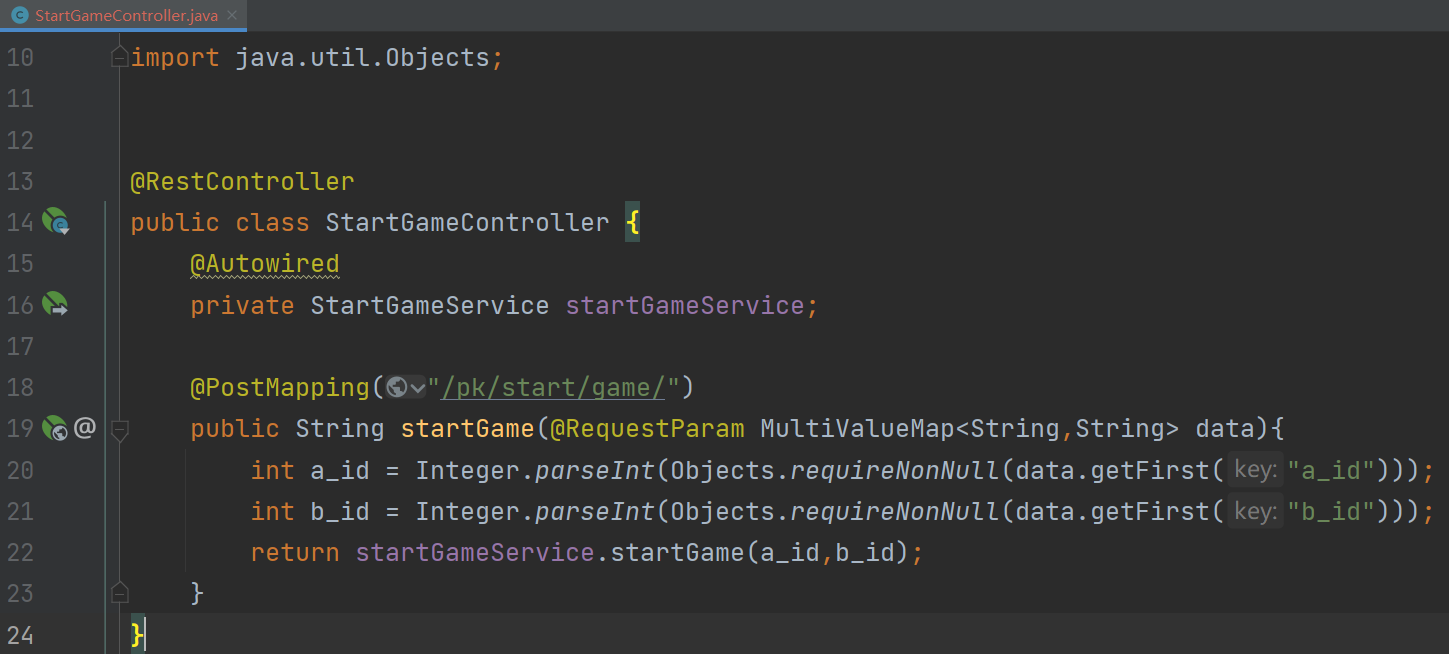 StartGameController.java
10 import java.util.Objects;
11
12
13 @RestController
14 public class StartGameController {
15 @Autowired
16 private StartGameService startGameService;
17
18 @PostMapping("/pk/start/game/")
19 @ public String startGame(@RequestParam MultiValueMap<String,String> data){
20 int a_id = Integer.parseInt(Objects.requireNonNull(data.getFirst( key: "a_id")));
21 int b_id = Integer.parseInt(Objects.requireNonNull(data.getFirst( key: "b_id")));
22 return startGameService.startGame(a_id,b_id);
23 }
24 }